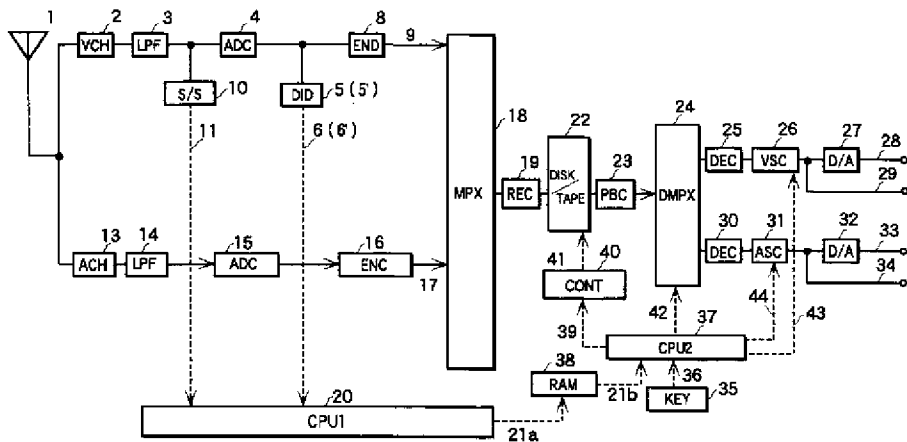 1 2 3 4 8 9
VCH LPF ADC END
S/S 10 DID 5 (5')
11 6 (6')
18 22 24 25 26 27
DEC VSC D/A 28
29
19 23
MPX REC DISK/TAPE PBC DMPX
30 31 32
DEC ASC D/A 33
34
13 14 15 16
ACH LPF ADC ENC
17
41 40
CONT
42 37 44 43
39 CPU2
38 36 35
RAM 21b KEY
20
CPU1 21a